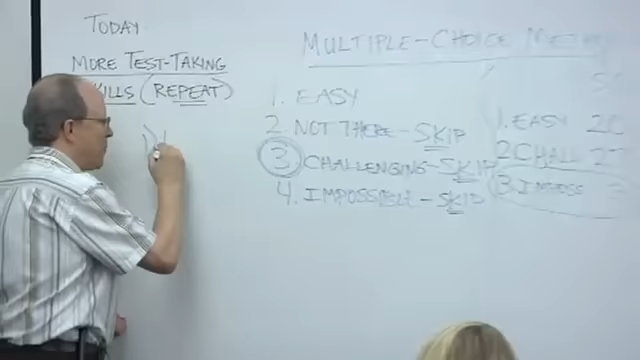 TODAY
MORE TEST-TAKING
SKILLS (REPEAT)
MULTIPLE-CHOICE
1. EASY
2 NOT THERE - SKIP
3 CHALLENGING - SKIP
4. IMPOSSIBLE - SKIP
1. EASY
2 CHALL
3 IMPOSS